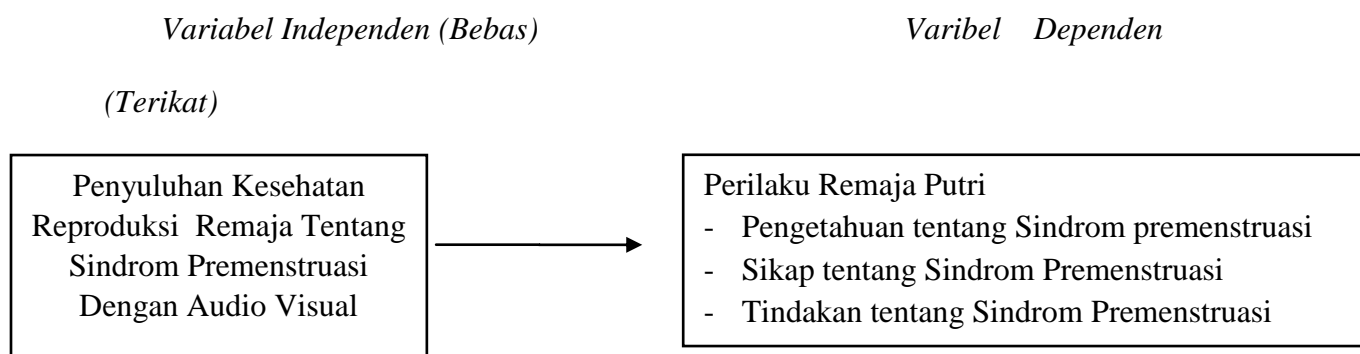 Variabel Independen (Bebas) Varibel Dependen
(Terikat)
Penyuluhan Kesehatan
Reproduksi Remaja Tentang
Sindrom Premenstruasi
Dengan Audio Visual
Perilaku Remaja Putri
- Pengetahuan tentang Sindrom premenstruasi
- Sikap tentang Sindrom Premenstruasi
- Tindakan tentang Sindrom Premenstruasi